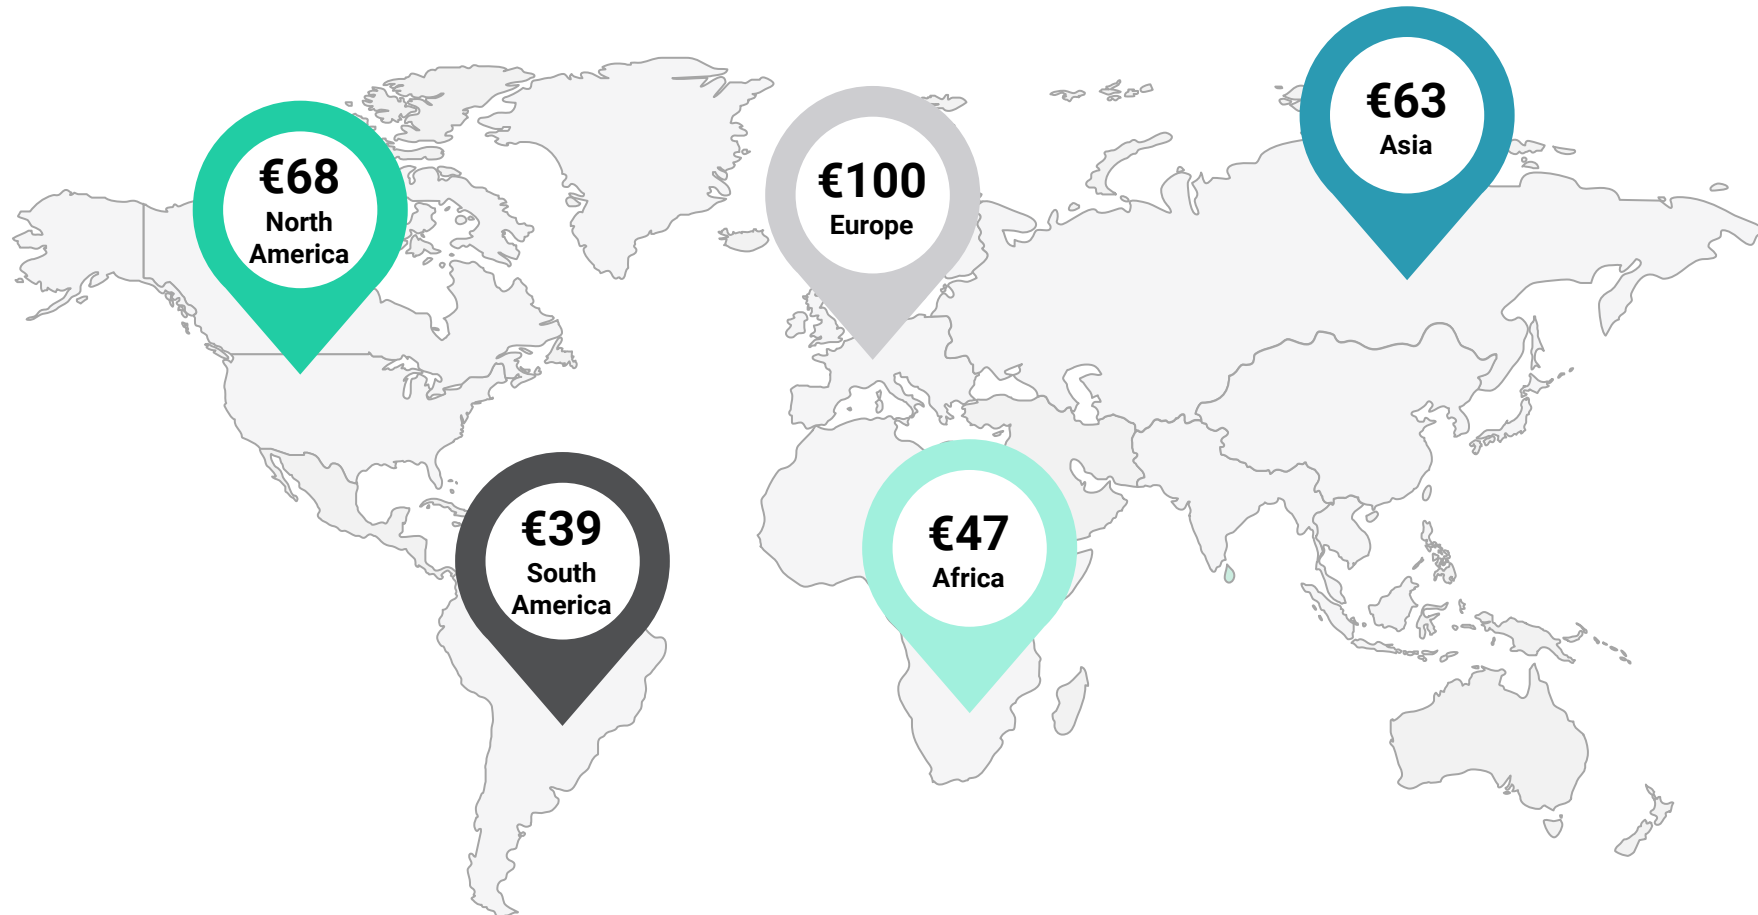 €63
Asia
€68
North
America
€100
Europe
€39
South
America
€47
Africa